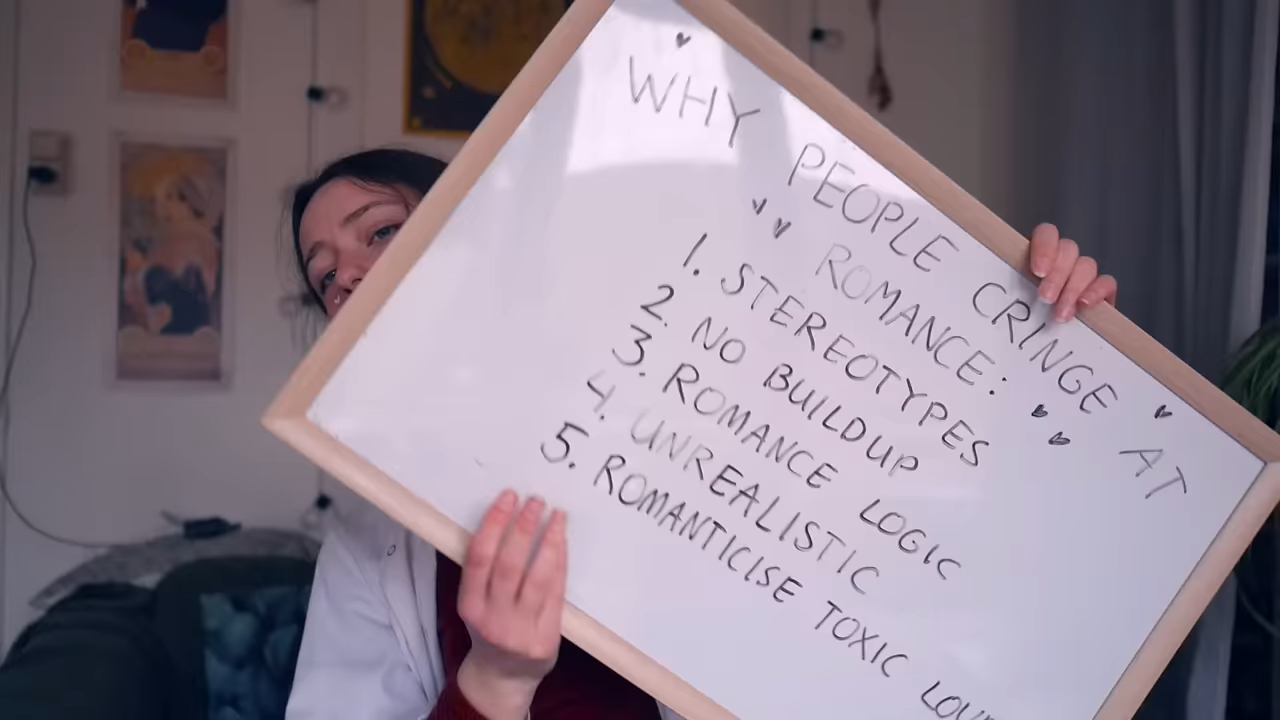 WHY PEOPLE CRINGE AT
ROMANCE:
1. STEREOTYPES
2. NO BUILDUP
3. ROMANCE LOGIC
4. UNREALISTIC
5. ROMANTICISE TOXIC